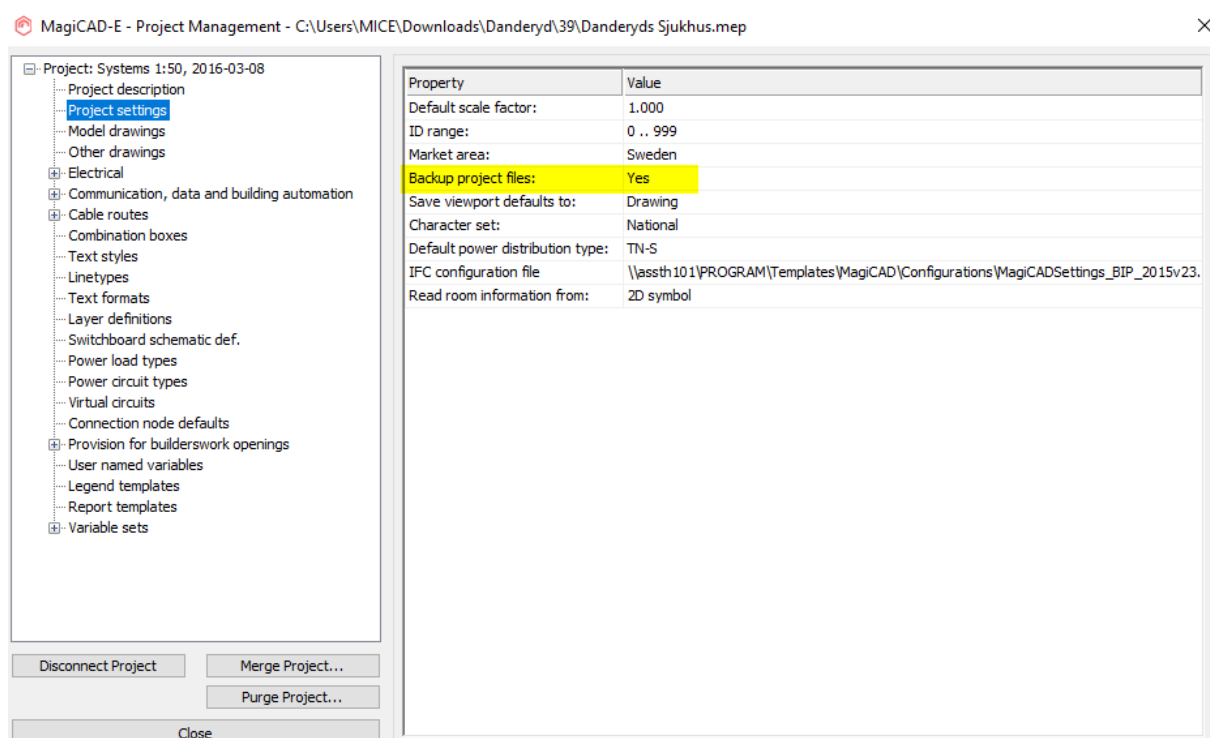 MagiCAD-E - Project Management - C:\Users\MICE\Downloads\Danderyd\39\Danderyds Sjukhus.mep
Project: Systems 1:50, 2016-03-08
Project description
Project settings
Model drawings
Other drawings
Electrical
Communication, data and building automation
Cable routes
Combination boxes
Text styles
Linetypes
Text formats
Layer definitions
Switchboard schematic def.
Power load types
Power circuit types
Virtual circuits
Connection node defaults
Provision for builderswork openings
User named variables
Legend templates
Report templates
Variable sets
Disconnect Project Merge Project...
Purge Project...
Close
Property Value
Default scale factor: 1.000
ID range: 0 .. 999
Market area: Sweden
Backup project files: Yes
Save viewport defaults to: Drawing
Character set: National
Default power distribution type: TN-S
IFC configuration file \\assth101\PROGRAM\Templates\MagiCAD\Configurations\MagiCADSettings_BIP_2015v23.
Read room information from: 2D symbol